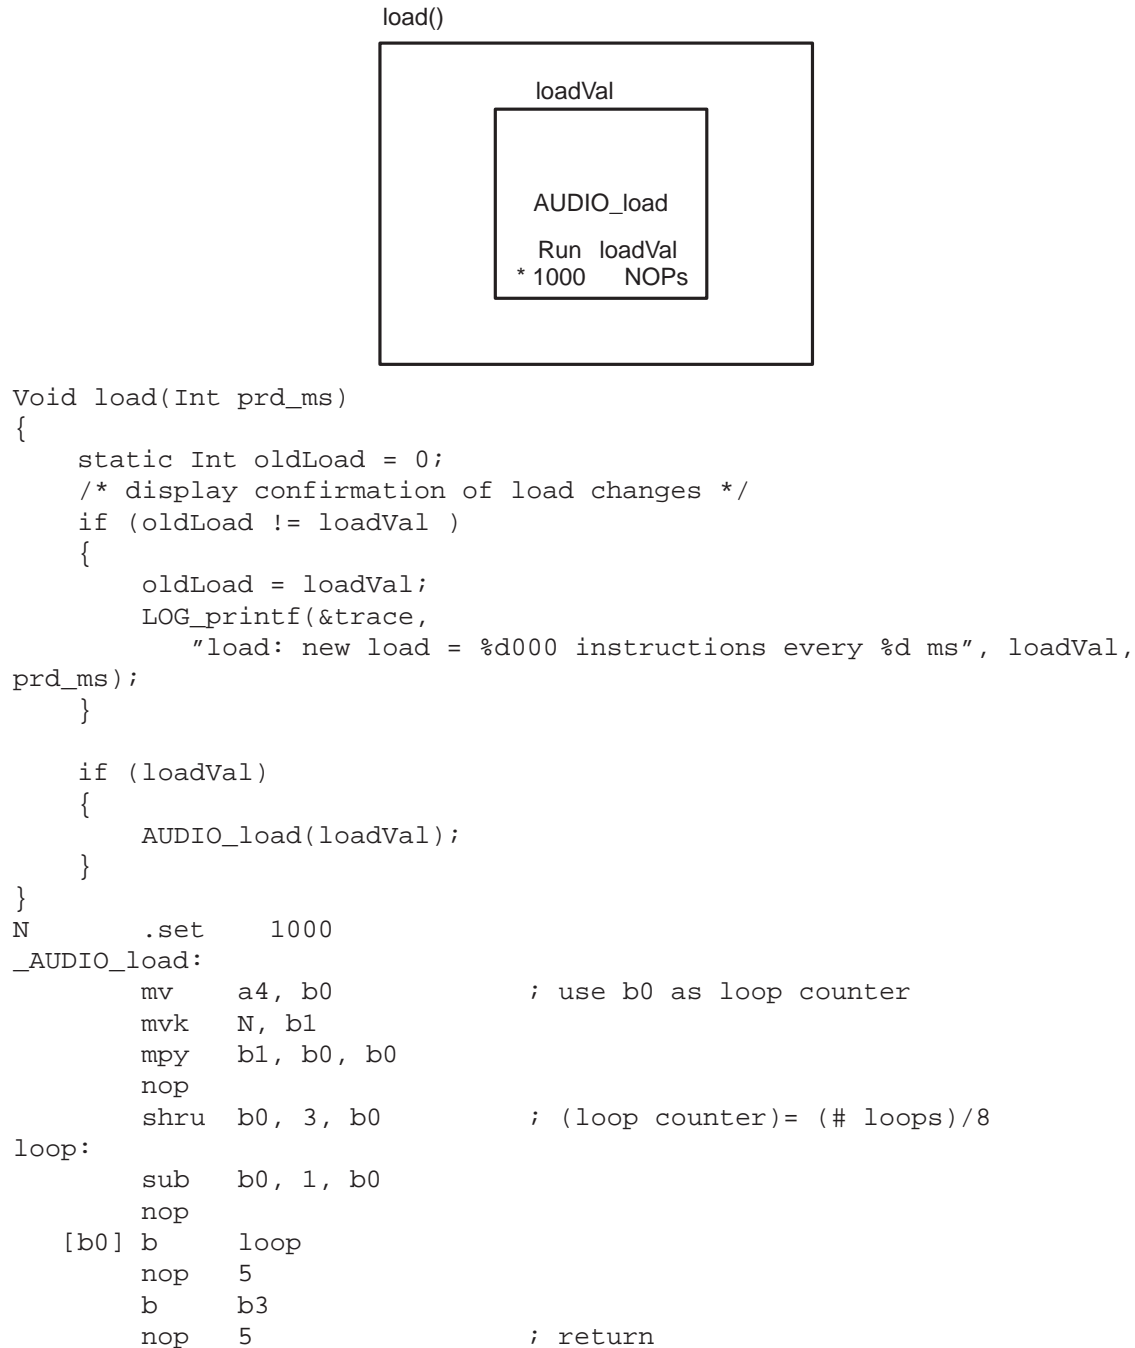 load()
loadVal
AUDIO_load
Run loadVal
* 1000 NOPs
Void load(Int prd_ms)
{
    static Int oldLoad = 0;
    /* display confirmation of load changes */
    if (oldLoad != loadVal )
    {
        oldLoad = loadVal;
        LOG_printf(&trace,
           ″load: new load = %d000 instructions every %d ms″, loadVal,
prd_ms);
    }

    if (loadVal)
    {
        AUDIO_load(loadVal);
    }
}
N       .set    1000
_AUDIO_load:
        mv    a4, b0            ; use b0 as loop counter
        mvk   N, b1
        mpy   b1, b0, b0
        nop
        shru  b0, 3, b0         ; (loop counter)= (# loops)/8
loop:
        sub   b0, 1, b0
        nop
   [b0] b     loop
        nop   5
        b     b3
        nop   5                 ; return